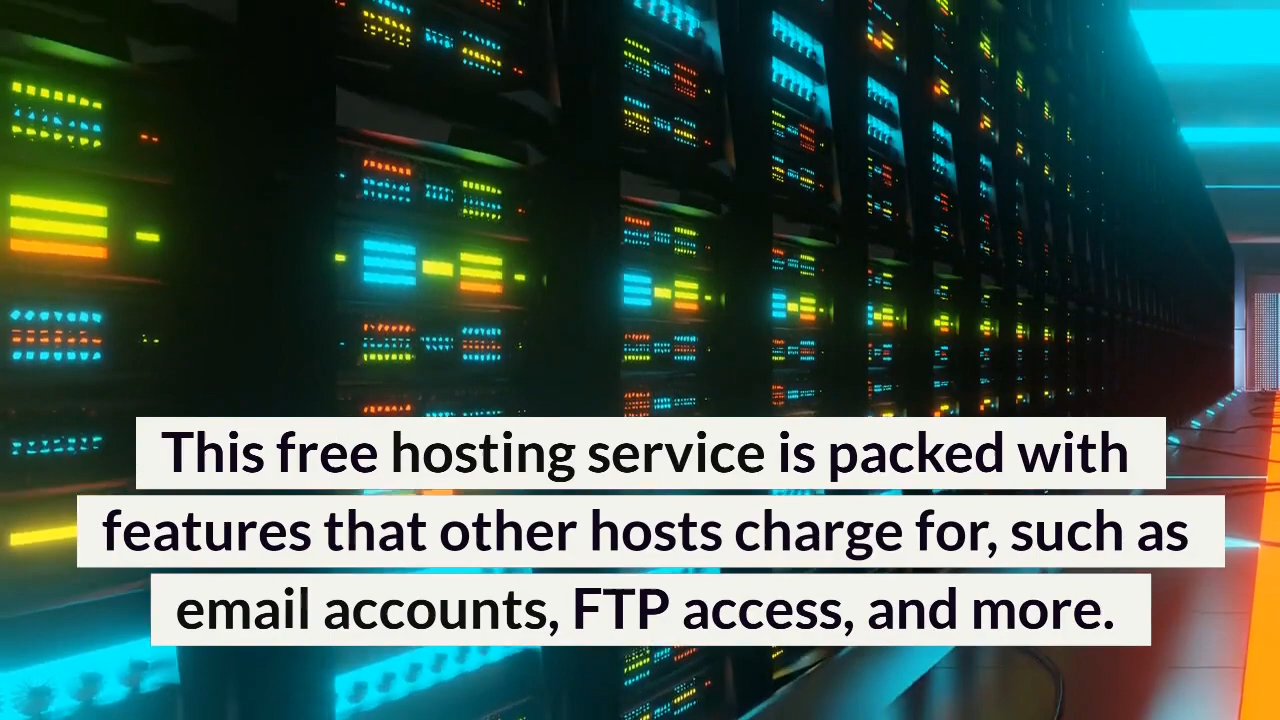 This free hosting service is packed with
features that other hosts charge for, such as
email accounts, FTP access, and more.